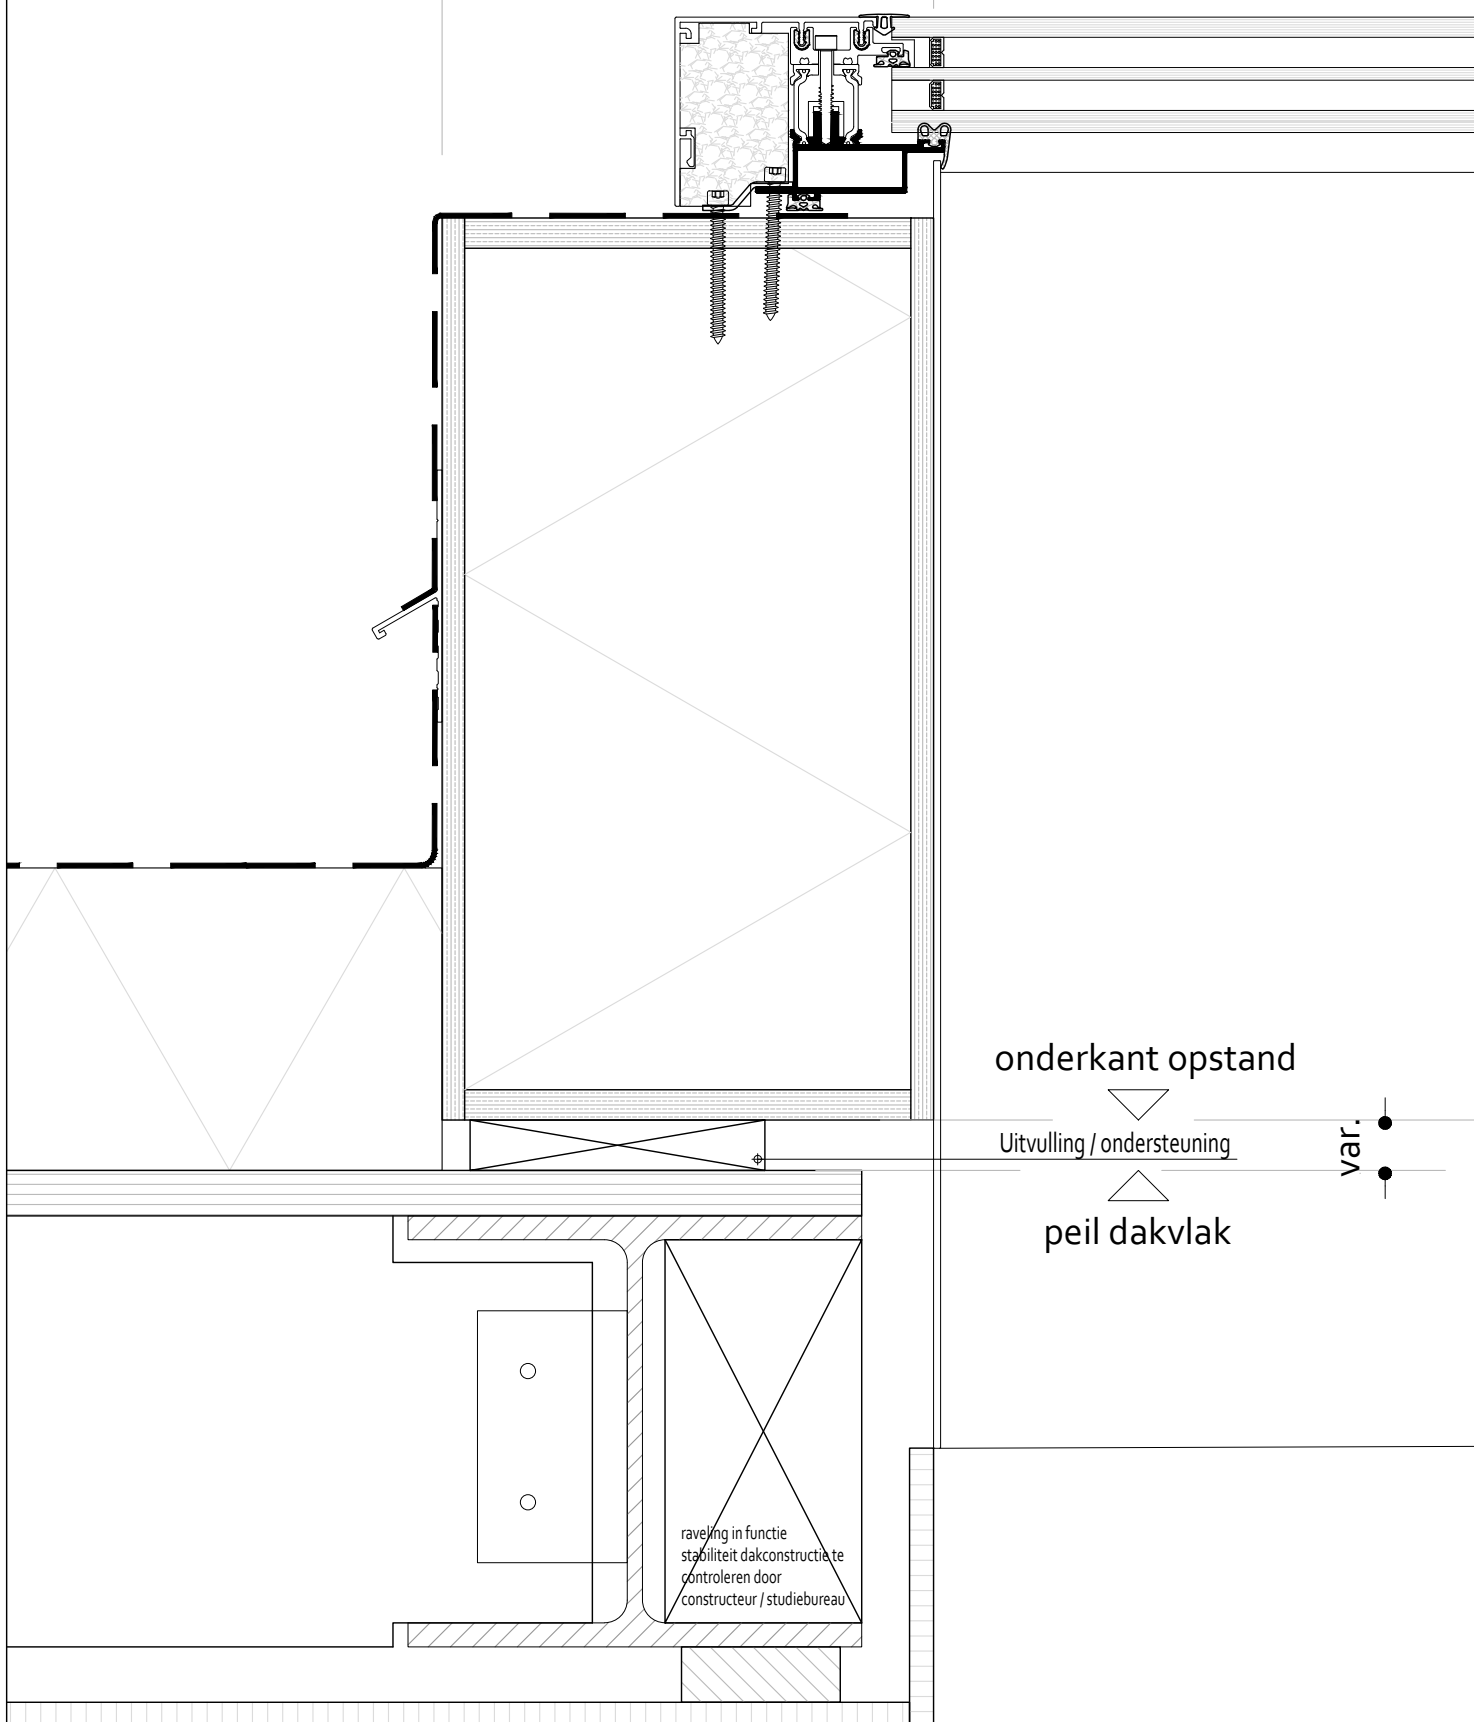 onderkant opstand
Uitvulling / ondersteuning
var.
peil dakvlak
raveling in functie
stabiliteit dakconstructie te
controleren door
constructeur / studiebureau